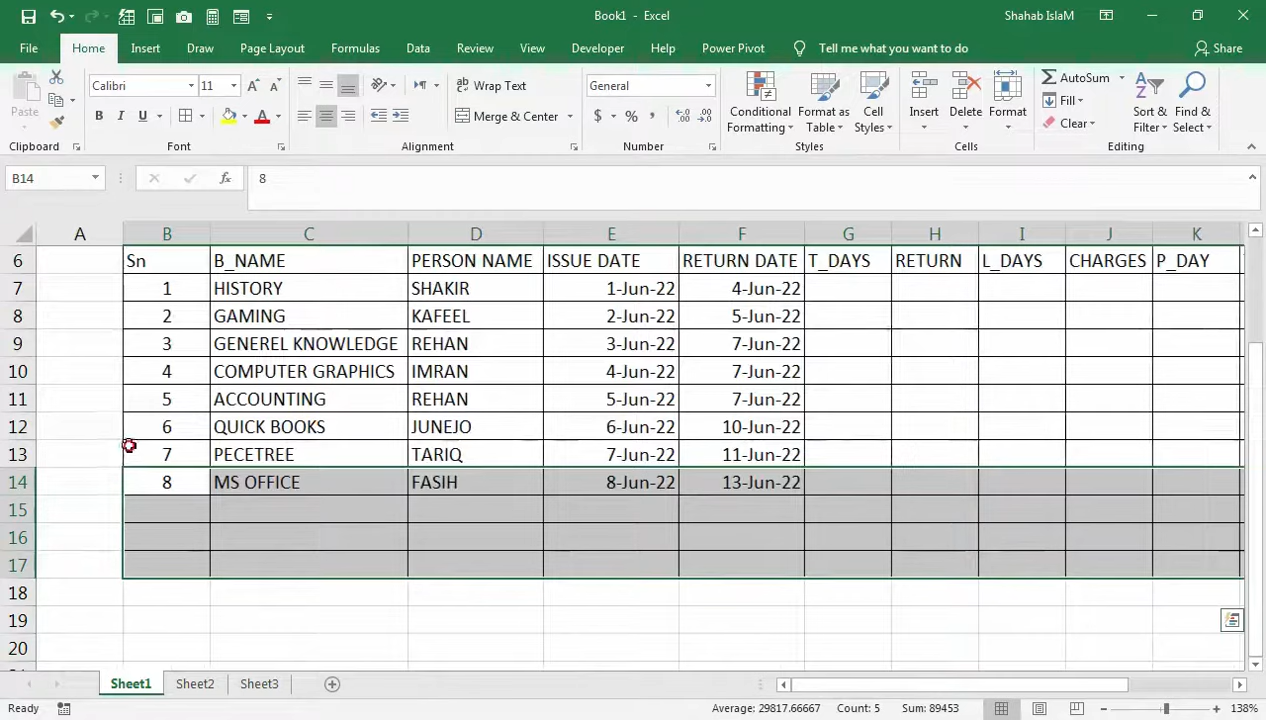 Book1 - Excel
Shahab IslaM
File Home Insert Draw Page Layout Formulas Data Review View Developer Help Power Pivot Tell me what you want to do Share
Paste
Calibri 11
A A
B I U A
ab Wrap Text
Merge & Center
General
$ % ,
Conditional Formatting
Format as Table
Cell Styles
Insert
Delete
Format
AutoSum
Fill
Clear
Sort & Filter
Find & Select
Clipboard Font Alignment Number Styles Cells Editing
B14 fx 8
A B C D E F G H I J K
6 Sn B_NAME PERSON NAME ISSUE DATE RETURN DATE T_DAYS RETURN L_DAYS CHARGES P_DAY
7 1 HISTORY SHAKIR 1-Jun-22 4-Jun-22
8 2 GAMING KAFEEL 2-Jun-22 5-Jun-22
9 3 GENEREL KNOWLEDGE REHAN 3-Jun-22 7-Jun-22
10 4 COMPUTER GRAPHICS IMRAN 4-Jun-22 7-Jun-22
11 5 ACCOUNTING REHAN 5-Jun-22 7-Jun-22
12 6 QUICK BOOKS JUNEJO 6-Jun-22 10-Jun-22
13 7 PECETREE TARIQ 7-Jun-22 11-Jun-22
14 8 MS OFFICE FASIH 8-Jun-22 13-Jun-22
15
16
17
18
19
20
Sheet1 Sheet2 Sheet3
Ready Average: 29817.66667 Count: 5 Sum: 89453 138%